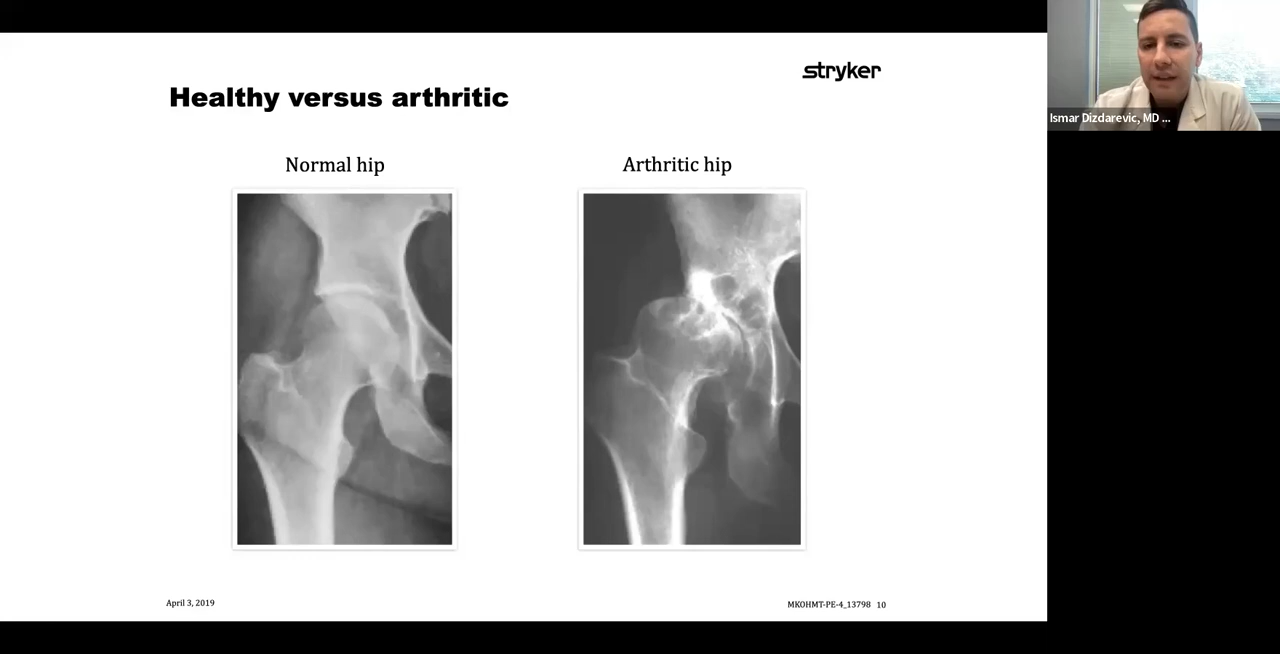 stryker
Healthy versus arthritic
Normal hip
Arthritic hip
April 3, 2019
MKOHMT-PE-4_13798 10
Ismar Dizdarevic, MD ...